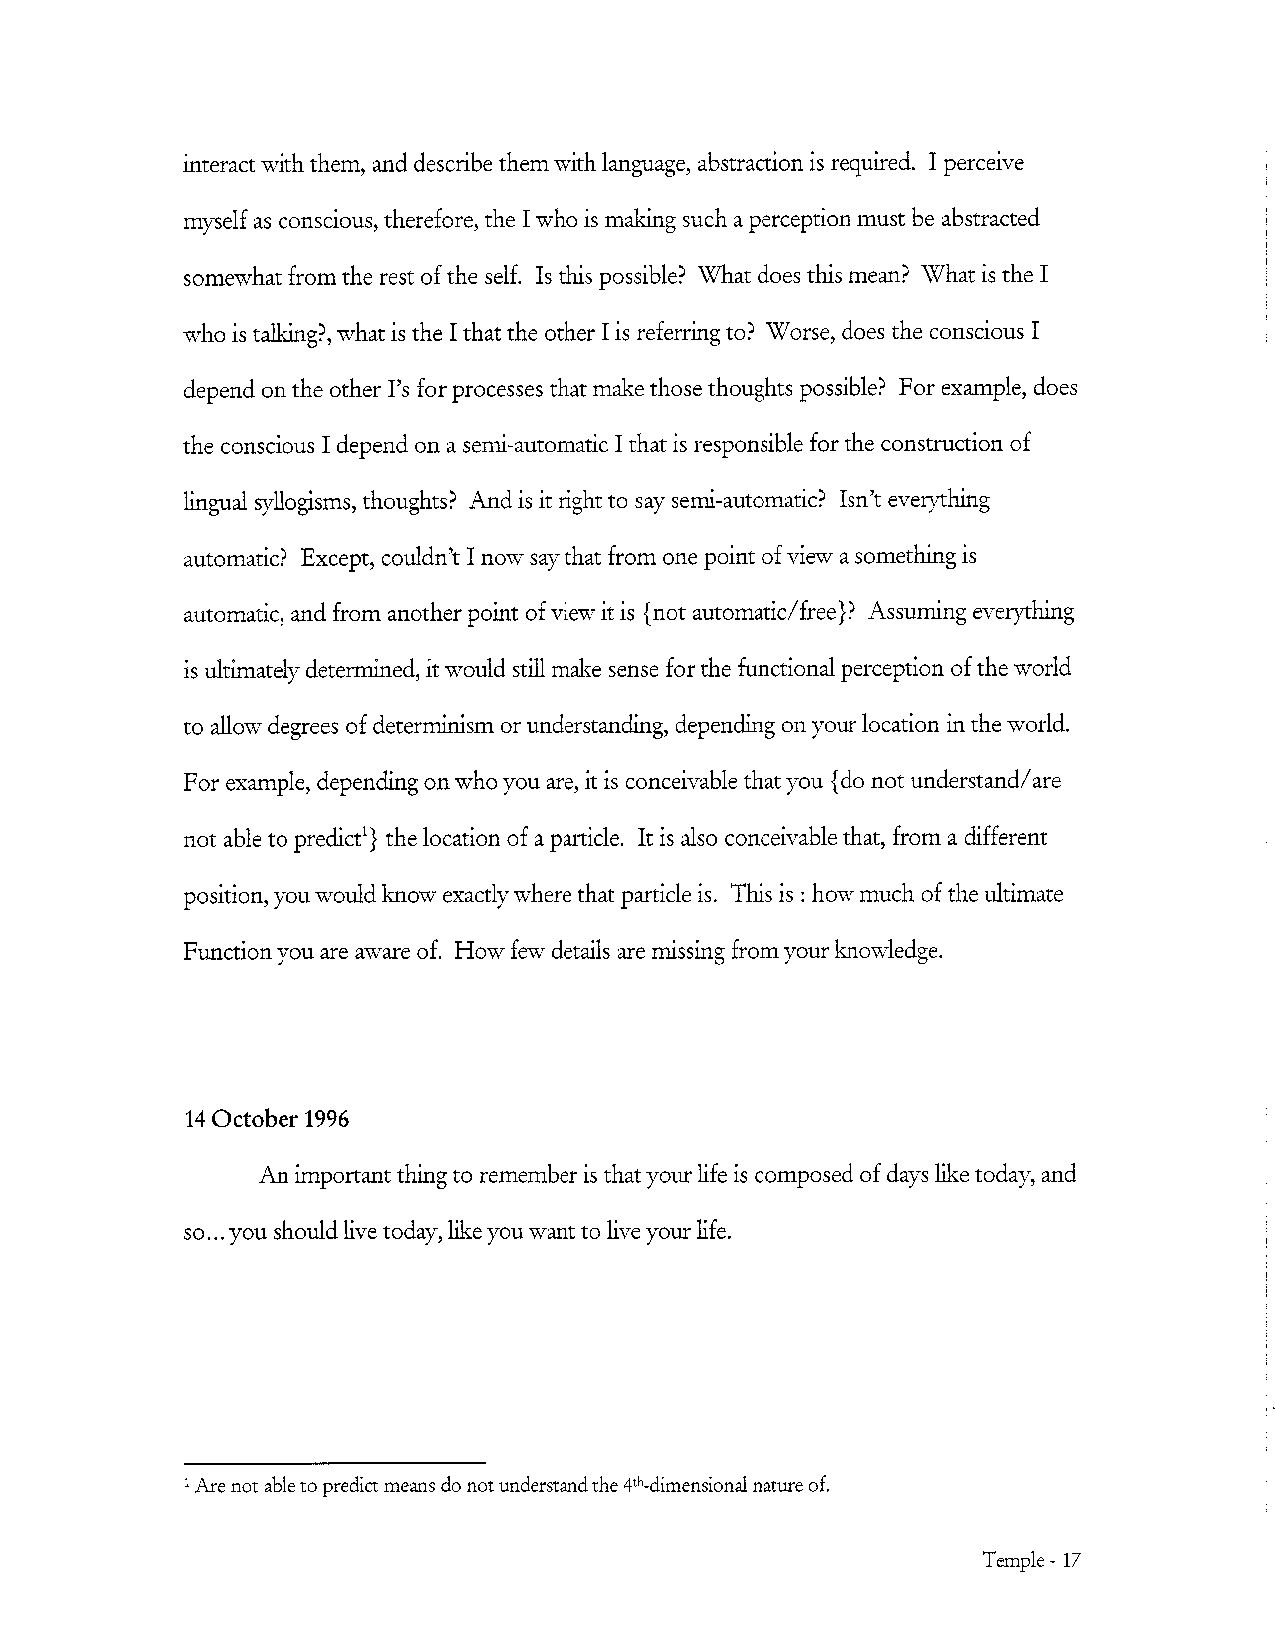 interact with them, and describe them with language, abstraction is required.  I perceive
myself as conscious, therefore, the I who is making such a perception must be abstracted
somewhat from the rest of the self.  Is this possible?  What does this mean?  What is the I
who is talking?, what is the I that the other I is referring to?  Worse, does the conscious I
depend on the other I's for processes that make those thoughts possible?  For example, does
the conscious I depend on a semi-automatic I that is responsible for the construction of
lingual syllogisms, thoughts?  And is it right to say semi-automatic?  Isn't everything
automatic?  Except, couldn't I now say that from one point of view a something is
automatic, and from another point of view it is {not automatic/free}?  Assuming everything
is ultimately determined, it would still make sense for the functional perception of the world
to allow degrees of determinism or understanding, depending on your location in the world.
For example, depending on who you are, it is conceivable that you {do not understand/are
not able to predict¹} the location of a particle.  It is also conceivable that, from a different
position, you would know exactly where that particle is.  This is : how much of the ultimate
Function you are aware of.  How few details are missing from your knowledge.
14 October 1996
An important thing to remember is that your life is composed of days like today, and
so... you should live today, like you want to live your life.
¹ Are not able to predict means do not understand the 4th-dimensional nature of.
Temple - 17